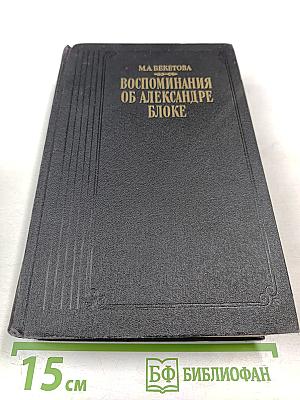 М.А.БЕКЕТОВА
ВОСПОМИНАНИЯ
ОБ АЛЕКСАНДРЕ
БЛОКЕ
15 см
БФ БИБЛИОФАН